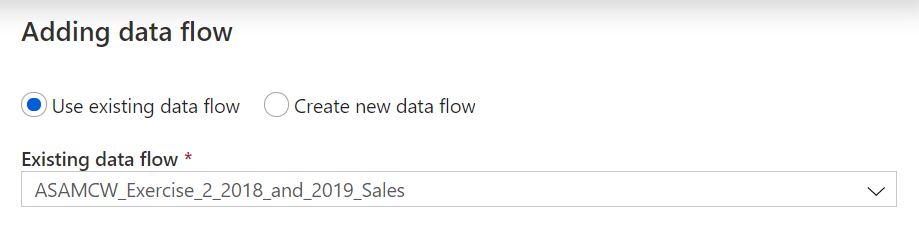 Adding data flow
Use existing data flow Create new data flow
Existing data flow *
ASAMCW_Exercise_2_2018_and_2019_Sales